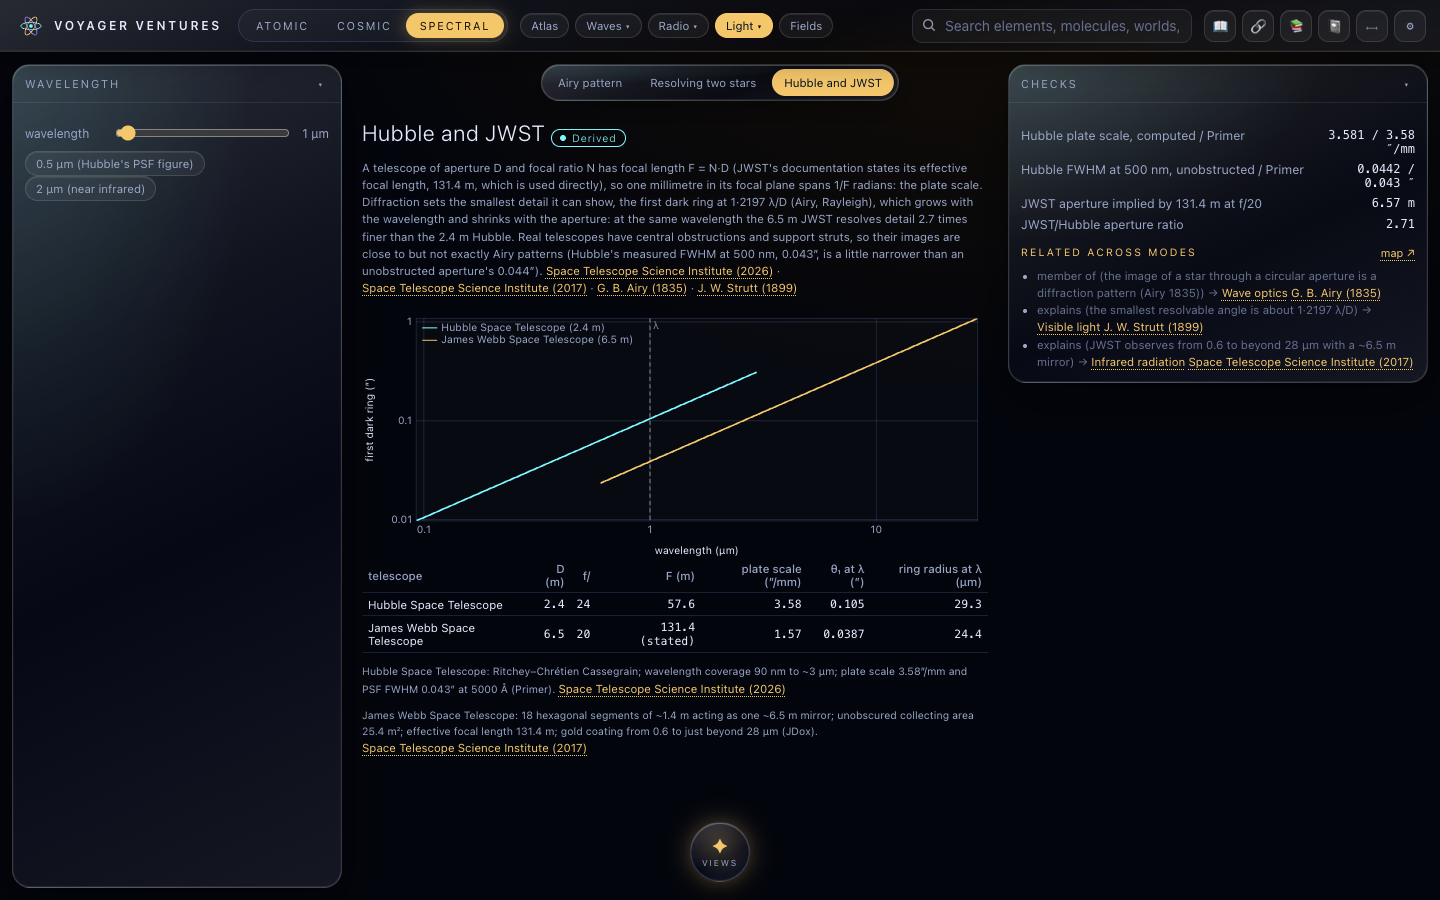 VOYAGER VENTURES
ATOMIC COSMIC SPECTRAL
Atlas Waves ▾ Radio ▾ Light ▾ Fields
Search elements, molecules, worlds,
WAVELENGTH
wavelength 1 µm
0.5 µm (Hubble's PSF figure)
2 µm (near infrared)
Airy pattern Resolving two stars Hubble and JWST
Hubble and JWST Derived
A telescope of aperture D and focal ratio N has focal length F = N·D (JWST's documentation states its effective
focal length, 131.4 m, which is used directly), so one millimetre in its focal plane spans 1/F radians: the plate scale.
Diffraction sets the smallest detail it can show, the first dark ring at 1·2197 λ/D (Airy, Rayleigh), which grows with
the wavelength and shrinks with the aperture: at the same wavelength the 6.5 m JWST resolves detail 2.7 times
finer than the 2.4 m Hubble. Real telescopes have central obstructions and support struts, so their images are
close to but not exactly Airy patterns (Hubble's measured FWHM at 500 nm, 0.043″, is a little narrower than an
unobstructed aperture's 0.044″). Space Telescope Science Institute (2026) ·
Space Telescope Science Institute (2017) · G. B. Airy (1835) · J. W. Strutt (1899)
Hubble Space Telescope (2.4 m)
James Webb Space Telescope (6.5 m)
λ
1
0.1
0.01
first dark ring (″)
0.1 1 10
wavelength (µm)
telescope D (m) f/ F (m) plate scale (″/mm) θ₁ at λ (″) ring radius at λ (µm)
Hubble Space Telescope 2.4 24 57.6 3.58 0.105 29.3
James Webb Space Telescope 6.5 20 131.4 (stated) 1.57 0.0387 24.4
Hubble Space Telescope: Ritchey–Chrétien Cassegrain; wavelength coverage 90 nm to ~3 µm; plate scale 3.58″/mm and
PSF FWHM 0.043″ at 5000 Å (Primer). Space Telescope Science Institute (2026)
James Webb Space Telescope: 18 hexagonal segments of ~1.4 m acting as one ~6.5 m mirror; unobscured collecting area
25.4 m²; effective focal length 131.4 m; gold coating from 0.6 to just beyond 28 µm (JDox).
Space Telescope Science Institute (2017)
VIEWS
CHECKS
Hubble plate scale, computed / Primer 3.581 / 3.58 ″/mm
Hubble FWHM at 500 nm, unobstructed / Primer 0.0442 / 0.043 ″
JWST aperture implied by 131.4 m at f/20 6.57 m
JWST/Hubble aperture ratio 2.71
RELATED ACROSS MODES map ↗
member of (the image of a star through a circular aperture is a
diffraction pattern (Airy 1835)) → Wave optics G. B. Airy (1835)
explains (the smallest resolvable angle is about 1·2197 λ/D) →
Visible light J. W. Strutt (1899)
explains (JWST observes from 0.6 to beyond 28 µm with a ~6.5 m
mirror) → Infrared radiation Space Telescope Science Institute (2017)